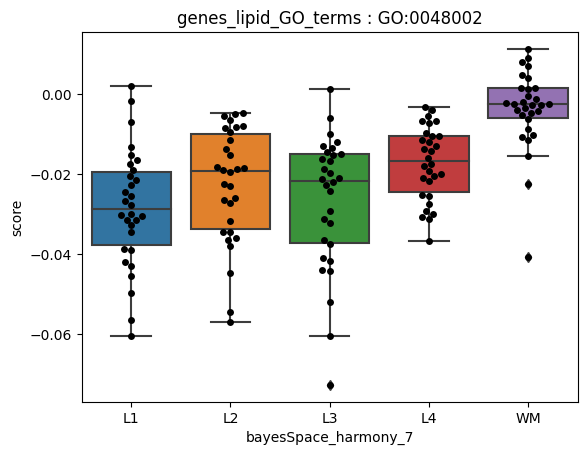 genes_lipid_GO_terms : GO:0048002
score
0.00
−0.02
−0.04
−0.06
L1 L2 L3 L4 WM
bayesSpace_harmony_7